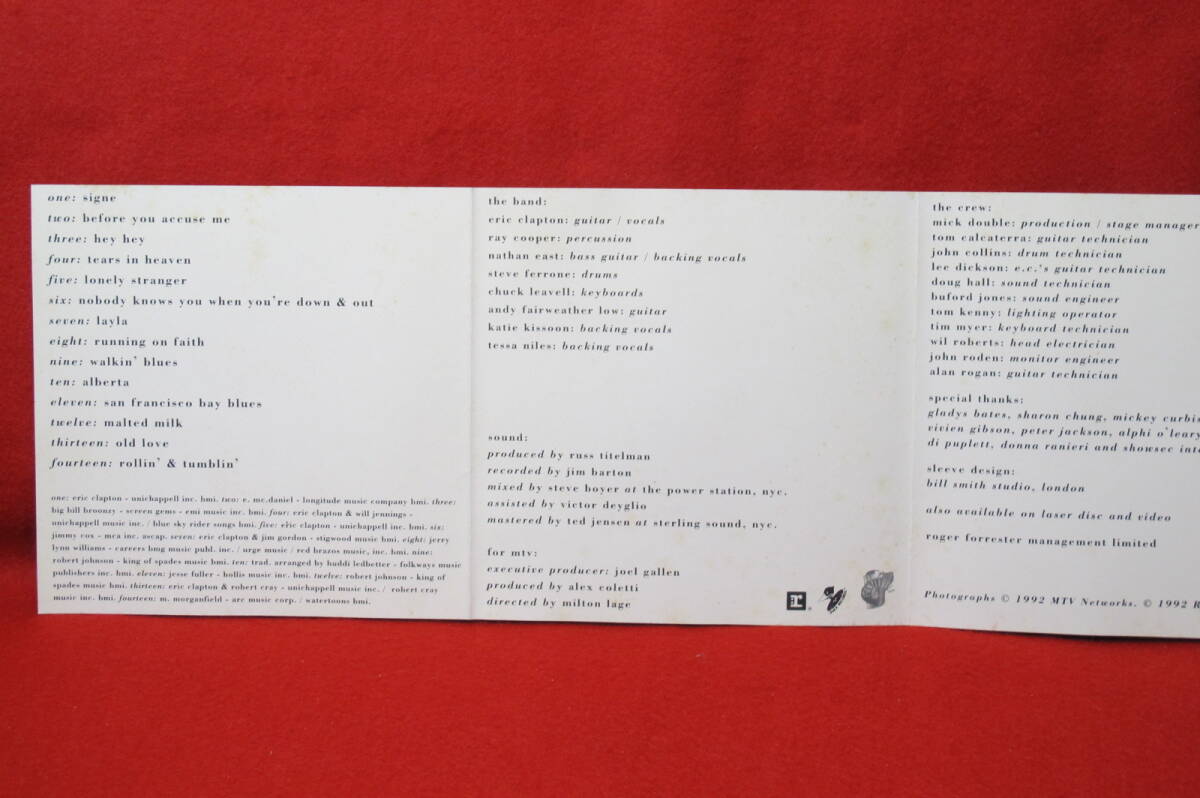 one: signe
two: before you accuse me
three: hey hey
four: tears in heaven
five: lonely stranger
six: nobody knows you when you're down & out
seven: layla
eight: running on faith
nine: walkin' blues
ten: alberta
eleven: san francisco bay blues
twelve: malted milk
thirteen: old love
fourteen: rollin' & tumblin'
one: eric clapton - unichappell inc. bmi. two: e. mc.daniel - longitude music company bmi. three:
big bill broonzy - screen gems - emi music inc. bmi. four: eric clapton & will jennings -
unichappell music inc. / blue sky rider songs bmi. five: eric clapton - unichappell inc. bmi. six:
jimmy cox - mca inc. ascap. seven: eric clapton & jim gordon - stigwood music bmi. eight: jerry
lynn williams - careers bmg music publ. inc. / urge music / red brazos music, inc. bmi. nine:
robert johnson - king of spades music bmi. ten: trad. arranged by huddi ledbetter - folkways music
publishers inc. bmi. eleven: jesse fuller - hollis music inc. bmi. twelve: robert johnson - king of
spades music bmi. thirteen: eric clapton & robert cray - unichappell music inc. / robert cray
music inc. bmi. fourteen: m. morganfield - arc music corp. / watertoons bmi.
the band:
eric clapton: guitar / vocals
ray cooper: percussion
nathan east: bass guitar / backing vocals
steve ferrone: drums
chuck leavell: keyboards
andy fairweather low: guitar
katie kissoon: backing vocals
tessa niles: backing vocals
sound:
produced by russ titelman
recorded by jim barton
mixed by steve boyer at the power station, nyc.
assisted by victor deyglio
mastered by ted jensen at sterling sound, nyc.
for mtv:
executive producer: joel gallen
produced by alex coletti
directed by milton lage
r
the crew:
mick double: production / stage manager
tom calcaterra: guitar technician
john collins: drum technician
lee dickson: e.c.'s guitar technician
doug hall: sound technician
buford jones: sound engineer
tom kenny: lighting operator
tim myer: keyboard technician
wil roberts: head electrician
john roden: monitor engineer
alan rogan: guitar technician
special thanks:
gladys bates, sharon chung, mickey curbis
vivien gibson, peter jackson, alphi o'leary
di puplett, donna ranieri and showsec inte
sleeve design:
bill smith studio, london
also available on laser disc and video
roger forrester management limited
Photographs © 1992 MTV Networks. © 1992 R